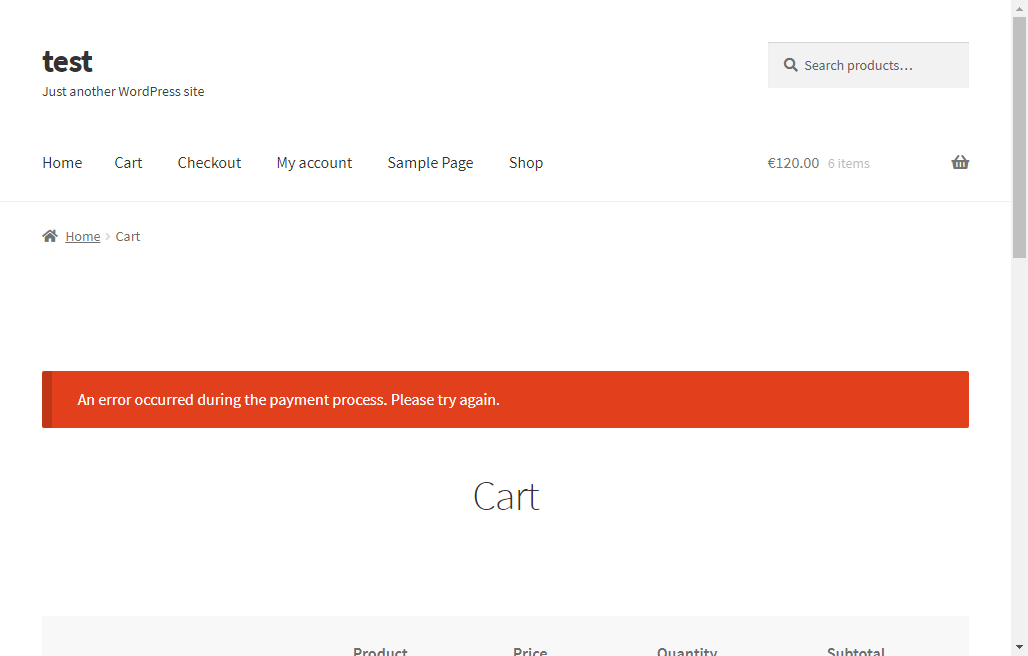 test
Just another WordPress site
Search products…
Home Cart Checkout My account Sample Page Shop €120.00 6 items
Home > Cart
An error occurred during the payment process. Please try again.
Cart
Product Price Quantity Subtotal